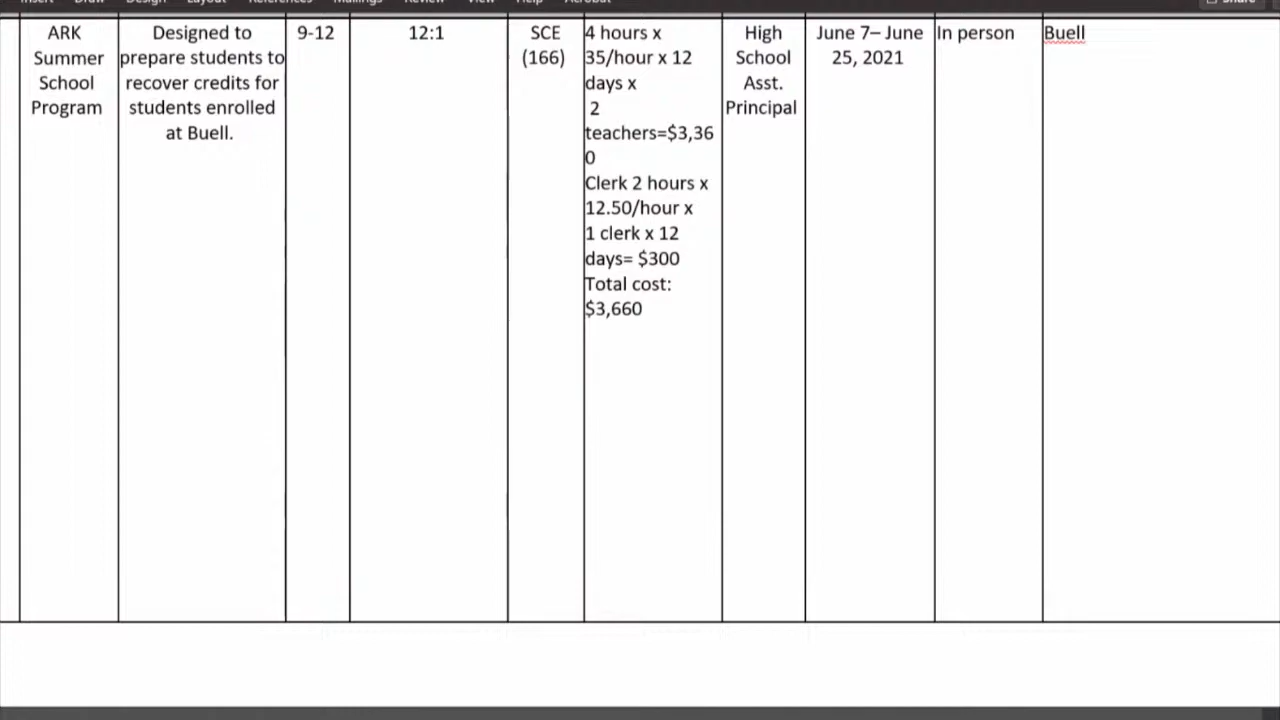 ARK
Summer
School
Program
Designed to
prepare students to
recover credits for
students enrolled
at Buell.
9-12
12:1
SCE
(166)
4 hours x
35/hour x 12
days x
2
teachers=$3,36
0
Clerk 2 hours x
12.50/hour x
1 clerk x 12
days= $300
Total cost:
$3,660
High
School
Asst.
Principal
June 7– June
25, 2021
In person
Buell